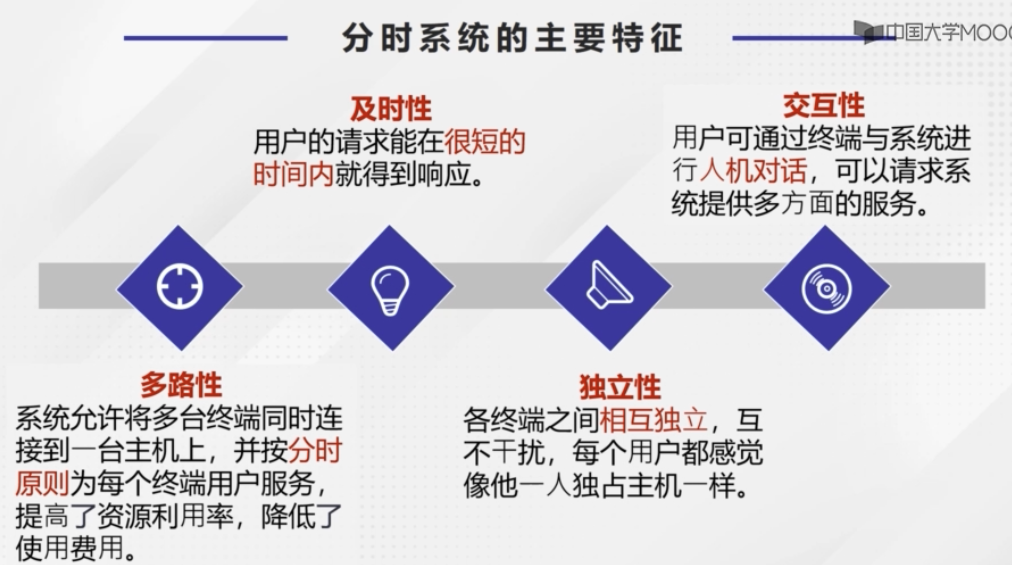 分时系统的主要特征
中国大学MOOC
及时性
用户的请求能在很短的
时间内就得到响应。
交互性
用户可通过终端与系统进
行人机对话，可以请求系
统提供多方面的服务。
多路性
系统允许将多台终端同时连
接到一台主机上，并按分时
原则为每个终端用户服务，
提高了资源利用率，降低了
使用费用。
独立性
各终端之间相互独立，互
不干扰，每个用户都感觉
像他一人独占主机一样。